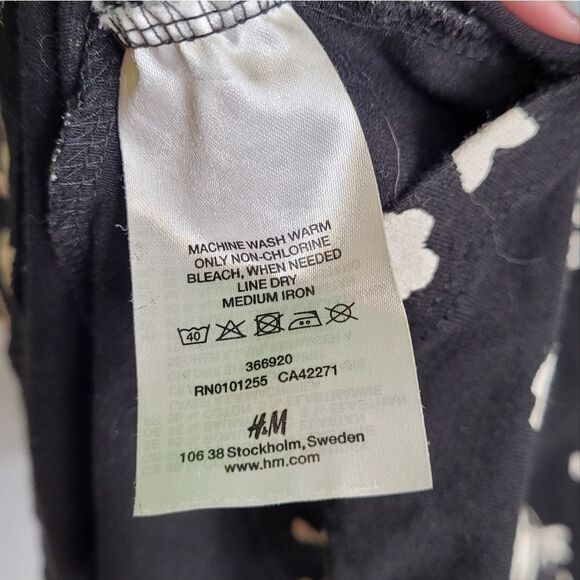 MACHINE WASH WARM
ONLY NON-CHLORINE
BLEACH, WHEN NEEDED
LINE DRY
MEDIUM IRON
40
366920
RN0101255 CA42271
H&M
106 38 Stockholm, Sweden
www.hm.com